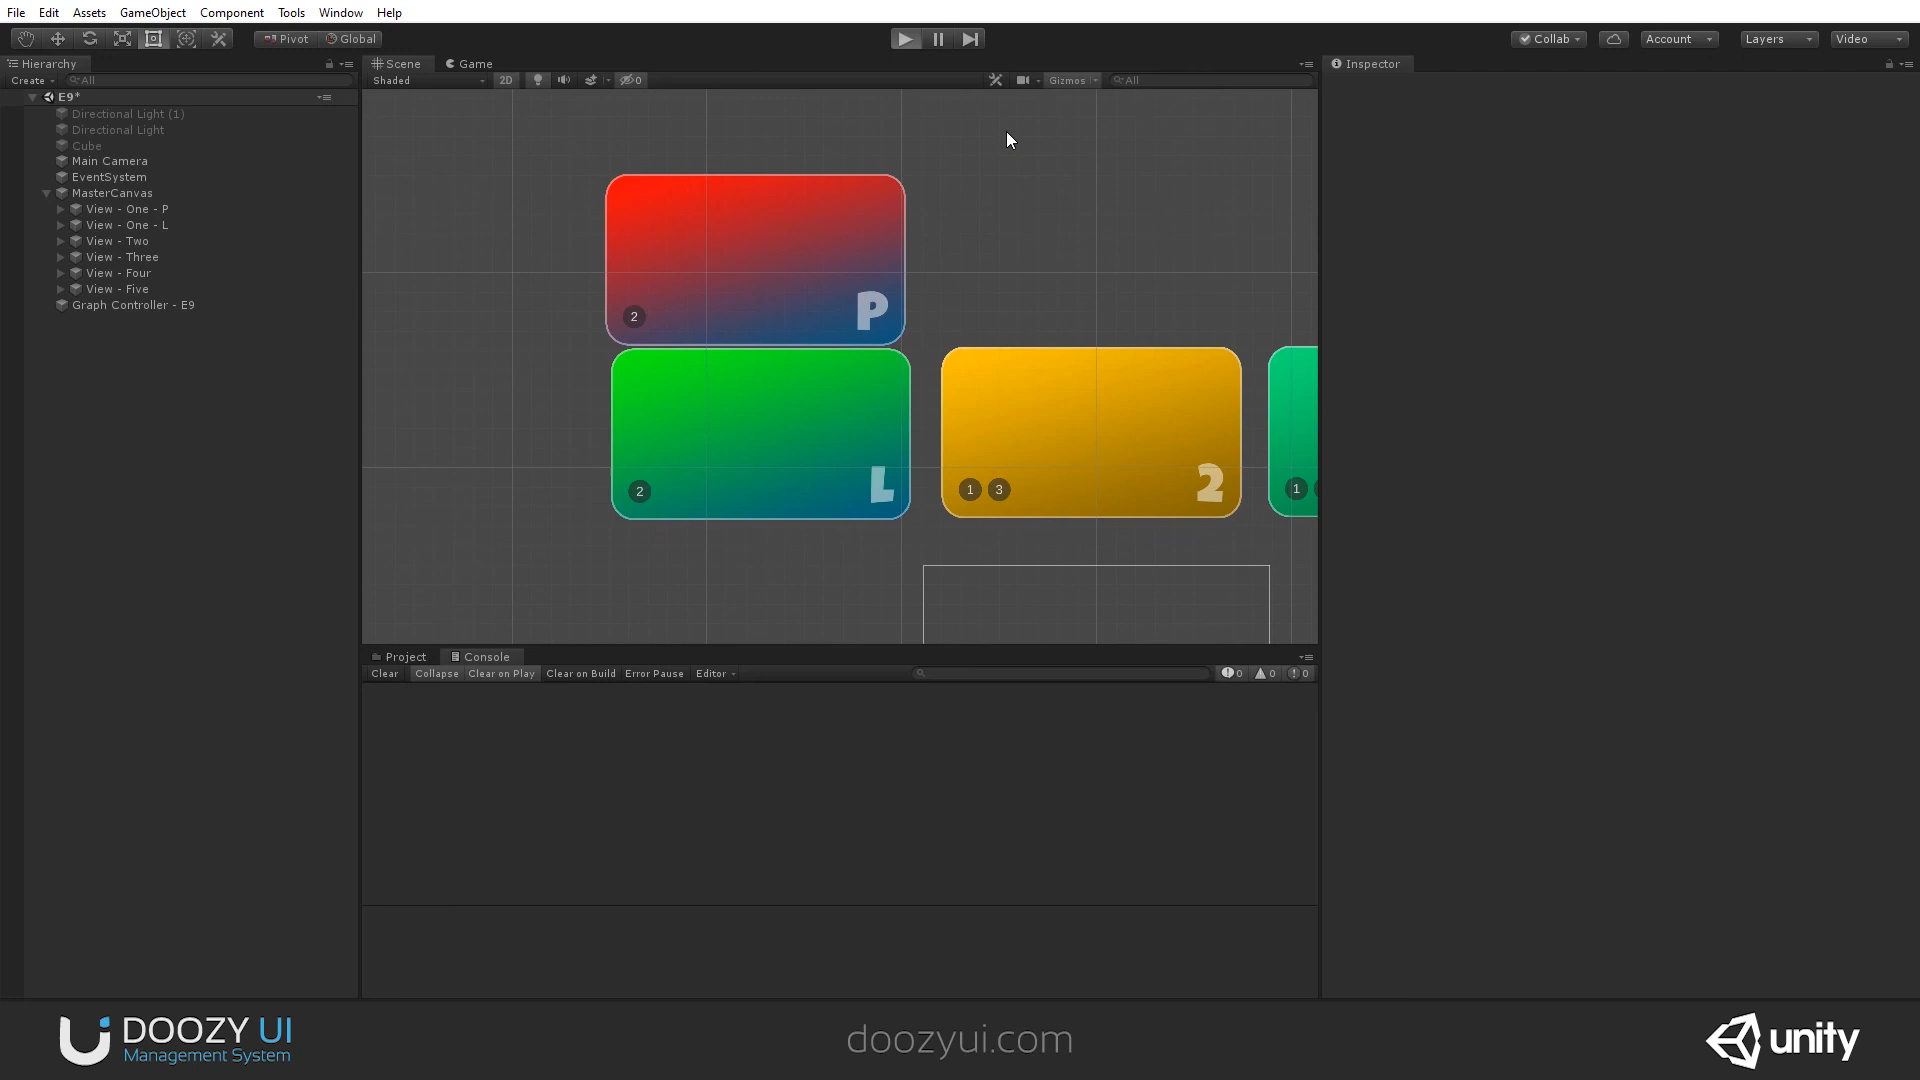 File Edit Assets GameObject Component Tools Window Help
Pivot Global Collab Account Layers Video
Hierarchy Scene Game Inspector
Create All Shaded 2D 0 Gizmos All
E9*
Directional Light (1)
Directional Light
Cube
Main Camera
EventSystem
MasterCanvas
View - One - P
View - One - L
View - Two
View - Three
View - Four
View - Five
Graph Controller - E9
2 P
2 L
1 3 2
1
Project Console
Clear Collapse Clear on Play Clear on Build Error Pause Editor 0 0 0
DOOZY UI
Management System
doozyui.com
unity